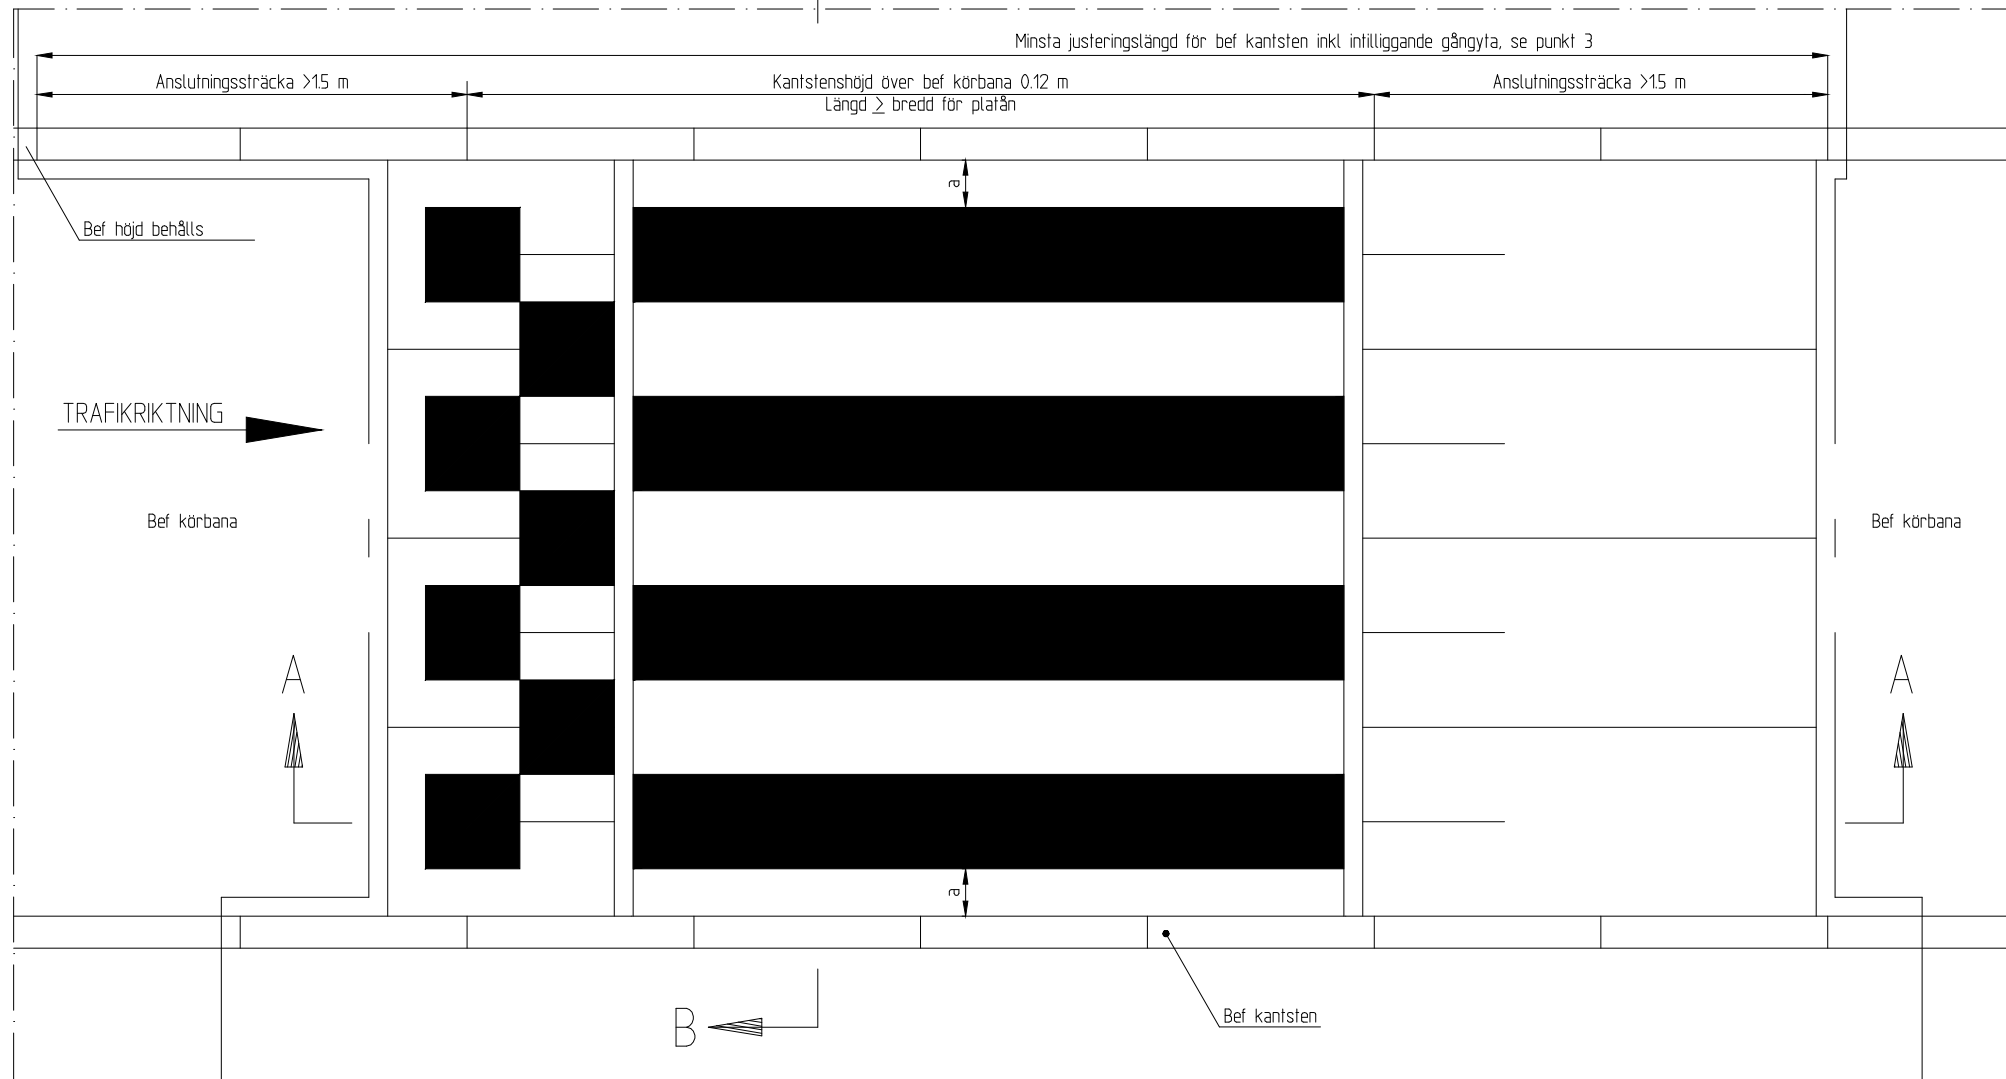 Minsta justeringslängd för bef kantsten inkl intilliggande gångyta, se punkt 3
Anslutningssträcka >1.5 m
Kantstenshöjd över bef körbana 0.12 m
Anslutningssträcka >1.5 m
Längd ≥ bredd för platån
a
Bef höjd behålls
TRAFIKRIKTNING
Bef körbana
Bef körbana
A
A
a
B
Bef kantsten